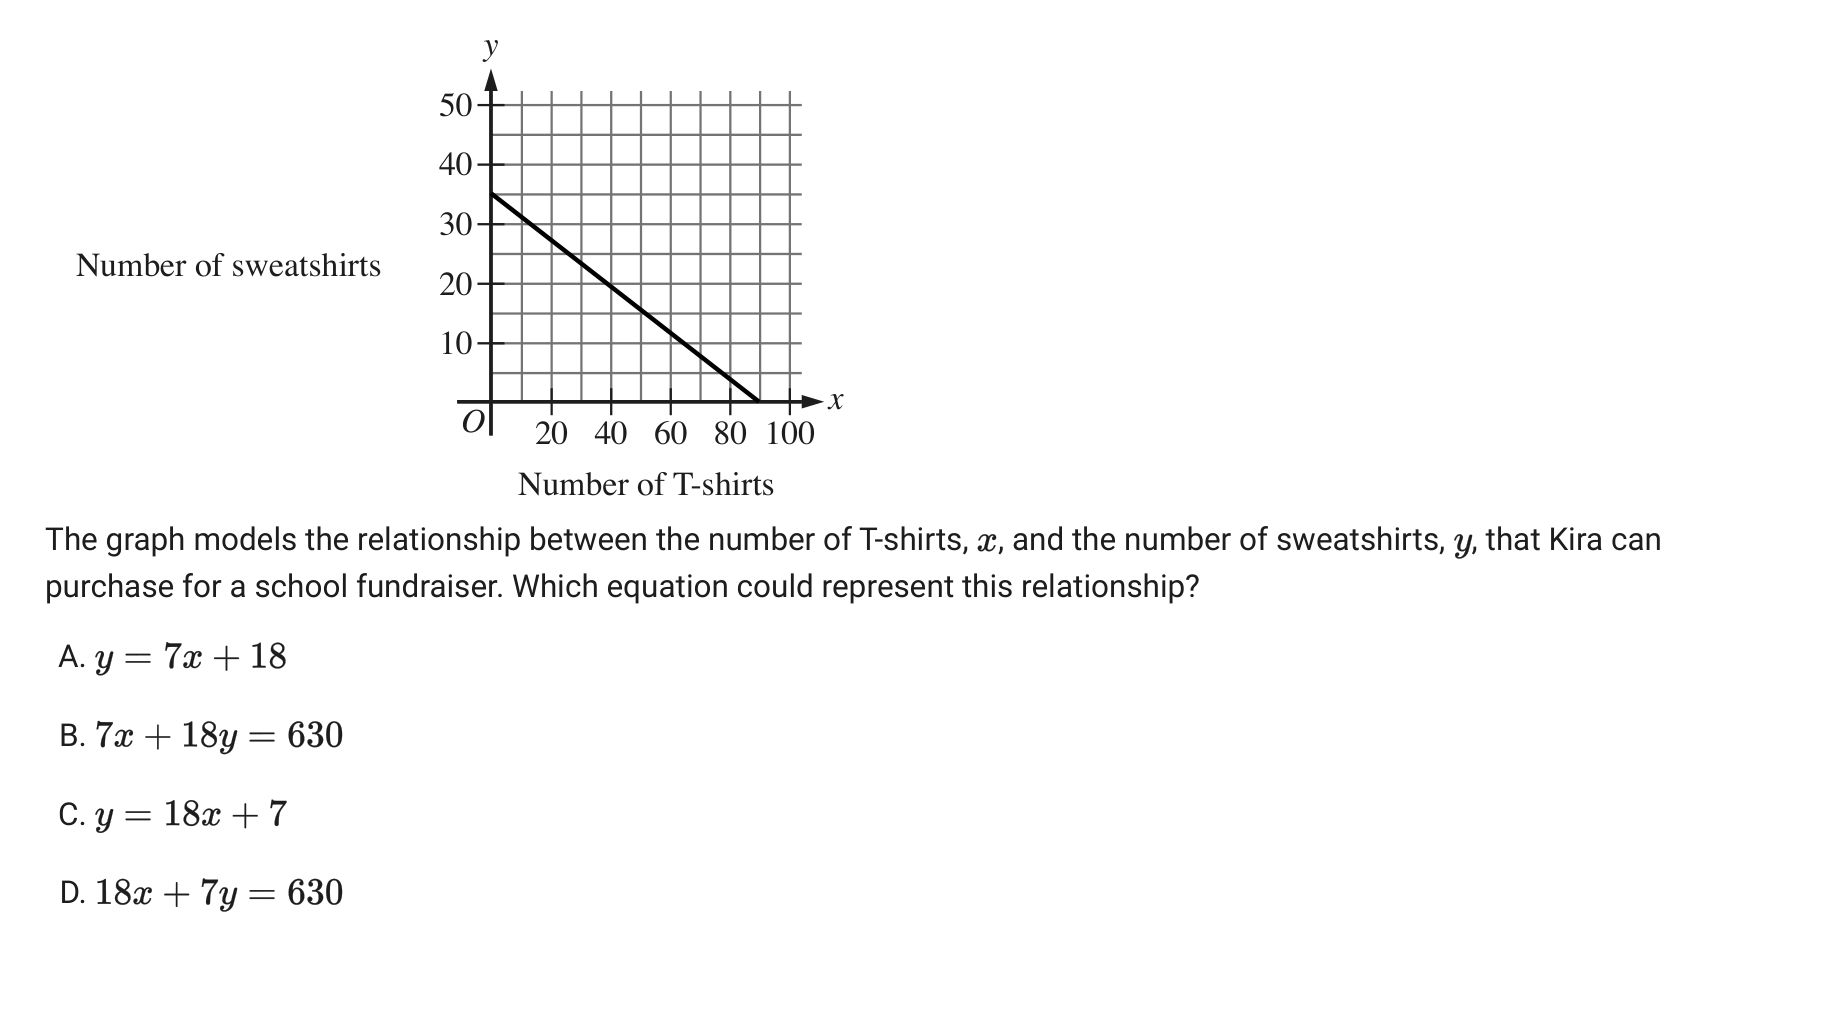 y
50
40
30
Number of sweatshirts
20
10
O
20 40 60 80 100
x
Number of T-shirts
The graph models the relationship between the number of T-shirts, x, and the number of sweatshirts, y, that Kira can
purchase for a school fundraiser. Which equation could represent this relationship?
A. y = 7x + 18
B. 7x + 18y = 630
C. y = 18x + 7
D. 18x + 7y = 630